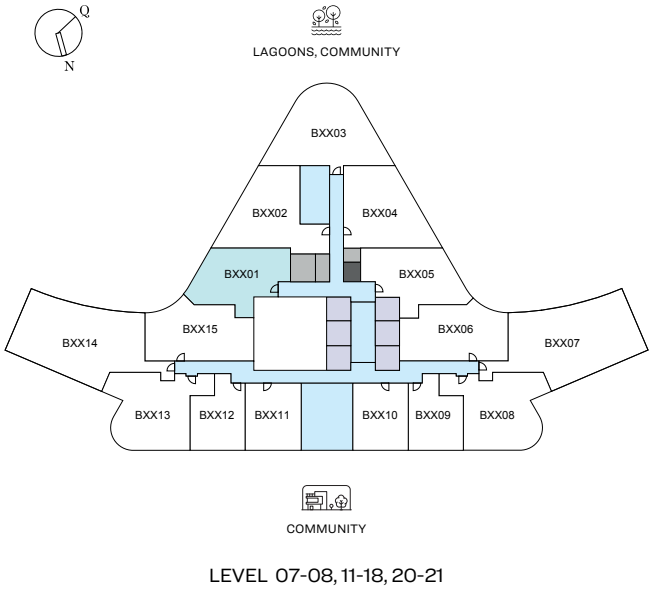 Q
N
LAGOONS, COMMUNITY
BXX03
BXX02
BXX04
BXX01
BXX05
BXX14
BXX15
BXX06
BXX07
BXX13
BXX12
BXX11
BXX10
BXX09
BXX08
COMMUNITY
LEVEL 07-08, 11-18, 20-21